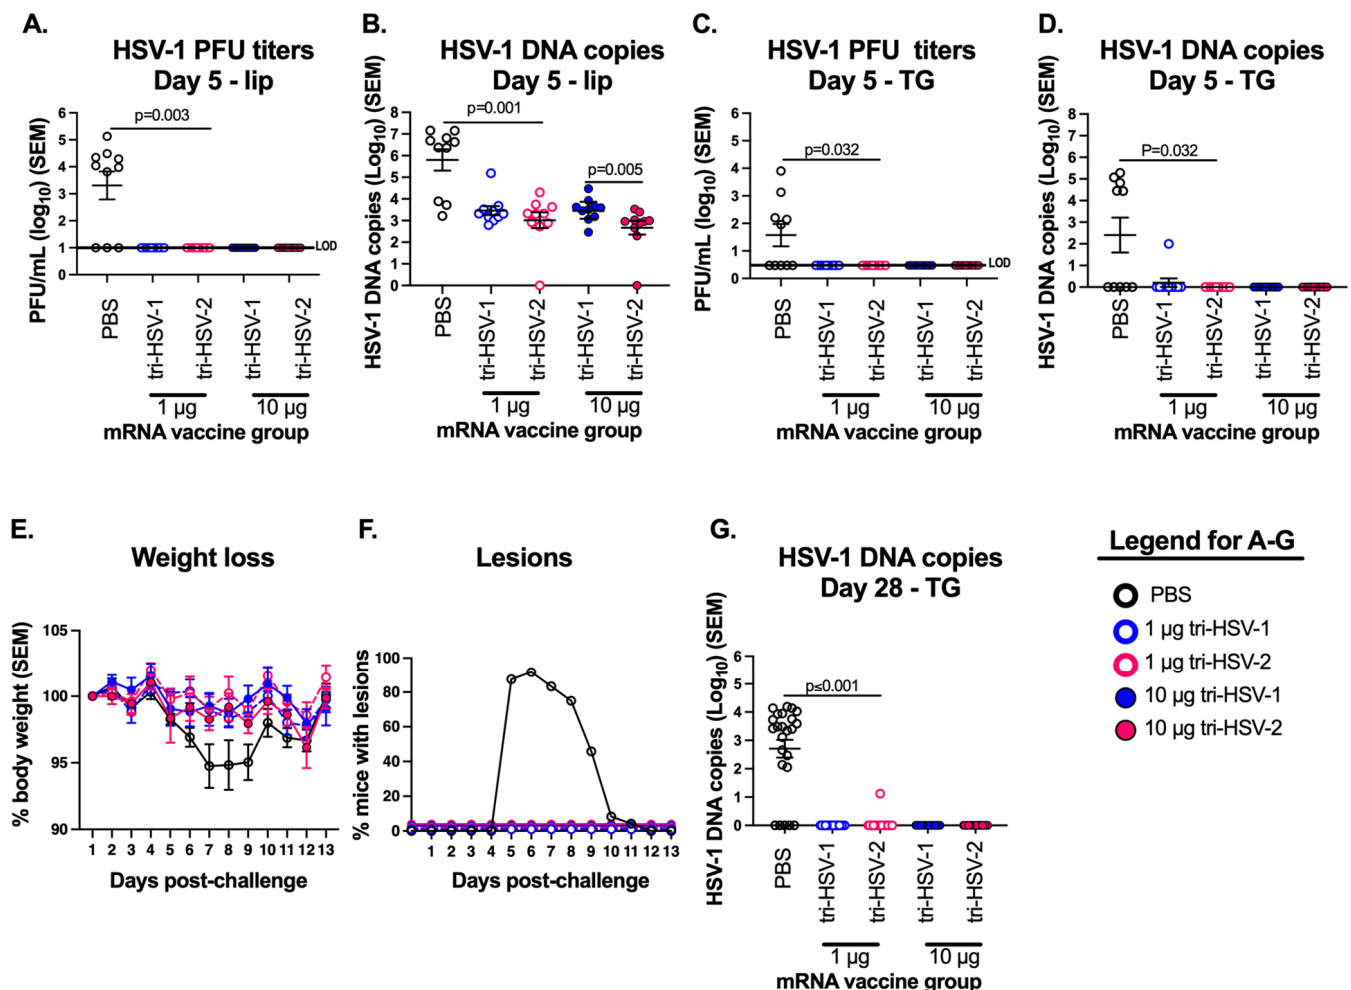 A.
HSV-1 PFU titers
Day 5 - lip
PFU/mL (log10) (SEM)
6
5
4
3
2
1
0
p=0.003
LOD
PBS
tri-HSV-1
tri-HSV-2
tri-HSV-1
tri-HSV-2
1 µg
10 µg
mRNA vaccine group
B.
HSV-1 DNA copies
Day 5 - lip
HSV-1 DNA copies (Log10) (SEM)
8
7
6
5
4
3
2
1
0
p=0.001
p=0.005
PBS
tri-HSV-1
tri-HSV-2
tri-HSV-1
tri-HSV-2
1 µg
10 µg
mRNA vaccine group
C.
HSV-1 PFU titers
Day 5 - TG
PFU/mL (log10) (SEM)
6
5
4
3
2
1
0
p=0.032
LOD
PBS
tri-HSV-1
tri-HSV-2
tri-HSV-1
tri-HSV-2
1 µg
10 µg
mRNA vaccine group
D.
HSV-1 DNA copies
Day 5 - TG
HSV-1 DNA copies (Log10) (SEM)
8
7
6
5
4
3
2
1
0
P=0.032
PBS
tri-HSV-1
tri-HSV-2
tri-HSV-1
tri-HSV-2
1 µg
10 µg
mRNA vaccine group
E.
Weight loss
% body weight (SEM)
105
100
95
90
1 2 3 4 5 6 7 8 9 10 11 12 13
Days post-challenge
F.
Lesions
% mice with lesions
100
80
60
40
20
0
1 2 3 4 5 6 7 8 9 10 11 12 13
Days post-challenge
G.
HSV-1 DNA copies
Day 28 - TG
HSV-1 DNA copies (Log10) (SEM)
6
5
4
3
2
1
0
p≤0.001
PBS
tri-HSV-1
tri-HSV-2
tri-HSV-1
tri-HSV-2
1 µg
10 µg
mRNA vaccine group
Legend for A-G
PBS
1 µg tri-HSV-1
1 µg tri-HSV-2
10 µg tri-HSV-1
10 µg tri-HSV-2